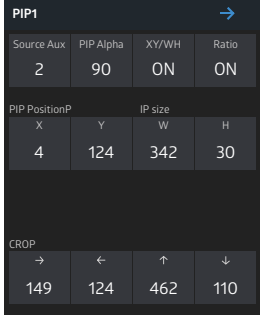 PIP1 →
Source Aux PIP Alpha XY/WH Ratio
2 90 ON ON
PIP PositionP IP size
X Y W H
4 124 342 30
CROP
→ ← ↑ ↓
149 124 462 110